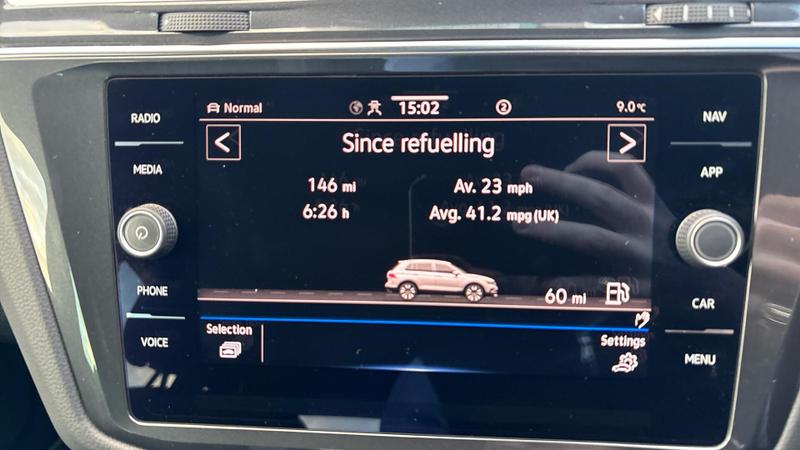 RADIO
MEDIA
PHONE
VOICE
Normal
15:02
2
9.0°C
< Since refuelling >
146 mi Av. 23 mph
6:26 h Avg. 41.2 mpg (UK)
60 mi
Selection
Settings
NAV
APP
CAR
MENU